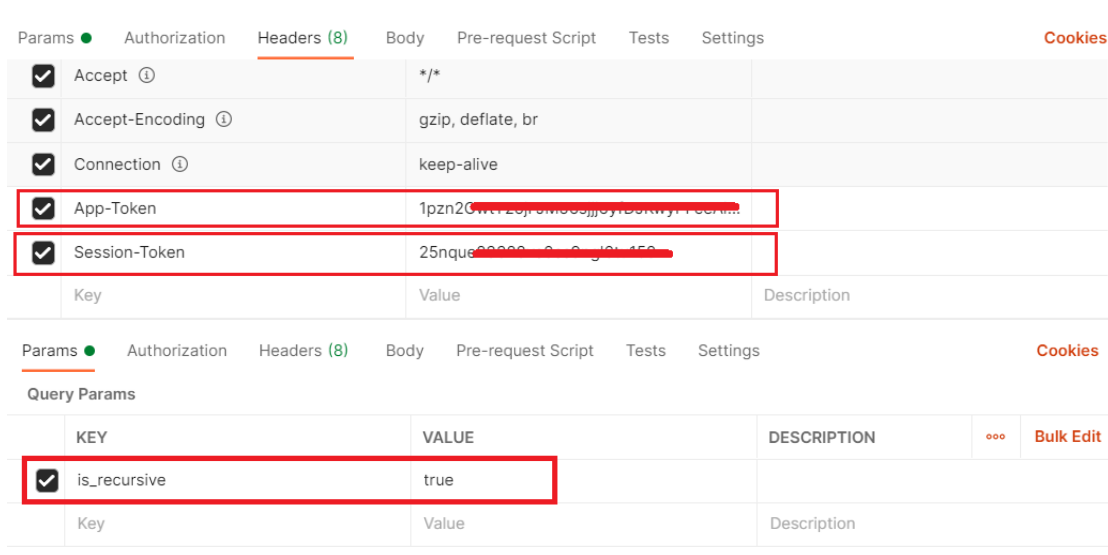 Params Authorization Headers (8) Body Pre-request Script Tests Settings Cookies
Accept */*
Accept-Encoding gzip, deflate, br
Connection keep-alive
App-Token
Session-Token
Key Value Description
Params Authorization Headers (8) Body Pre-request Script Tests Settings Cookies
Query Params
KEY VALUE DESCRIPTION Bulk Edit
is_recursive true
Key Value Description